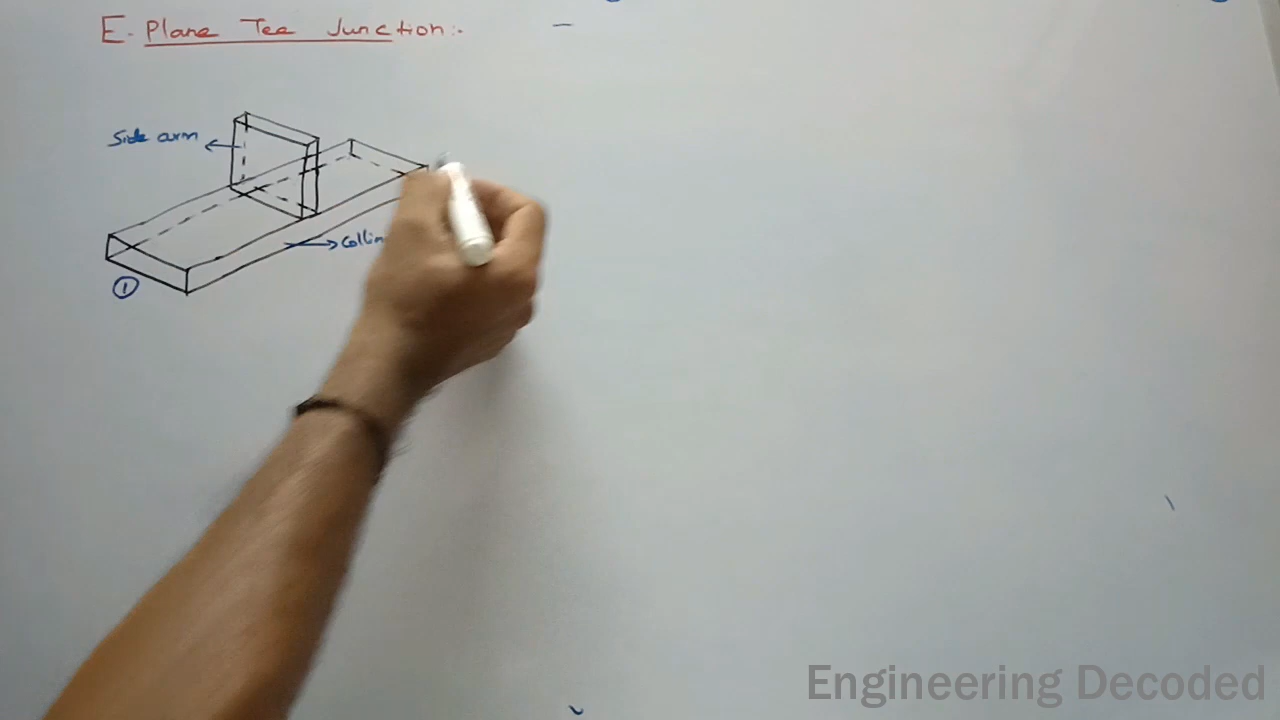 E-Plane Tee Junction:-
Side arm
①
Engineering Decoded